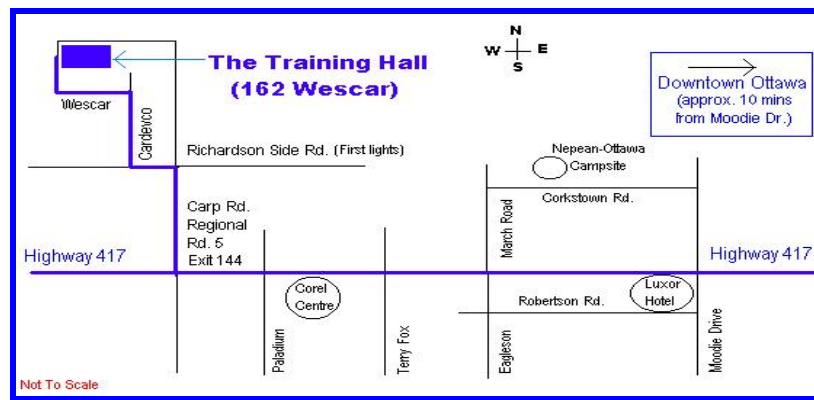 N
W E
S
The Training Hall
(162 Wescar)
Downtown Ottawa
(approx. 10 mins
from Moodie Dr.)
Wescar
Cardevco
Richardson Side Rd. (First lights)
Nepean-Ottawa
Campsite
Corkstown Rd.
March Road
Carp Rd.
Regional
Rd. 5
Exit 144
Highway 417
Highway 417
Corel
Centre
Luxor
Hotel
Robertson Rd.
Paladium
Terry Fox
Eagleson
Moodie Drive
Not To Scale